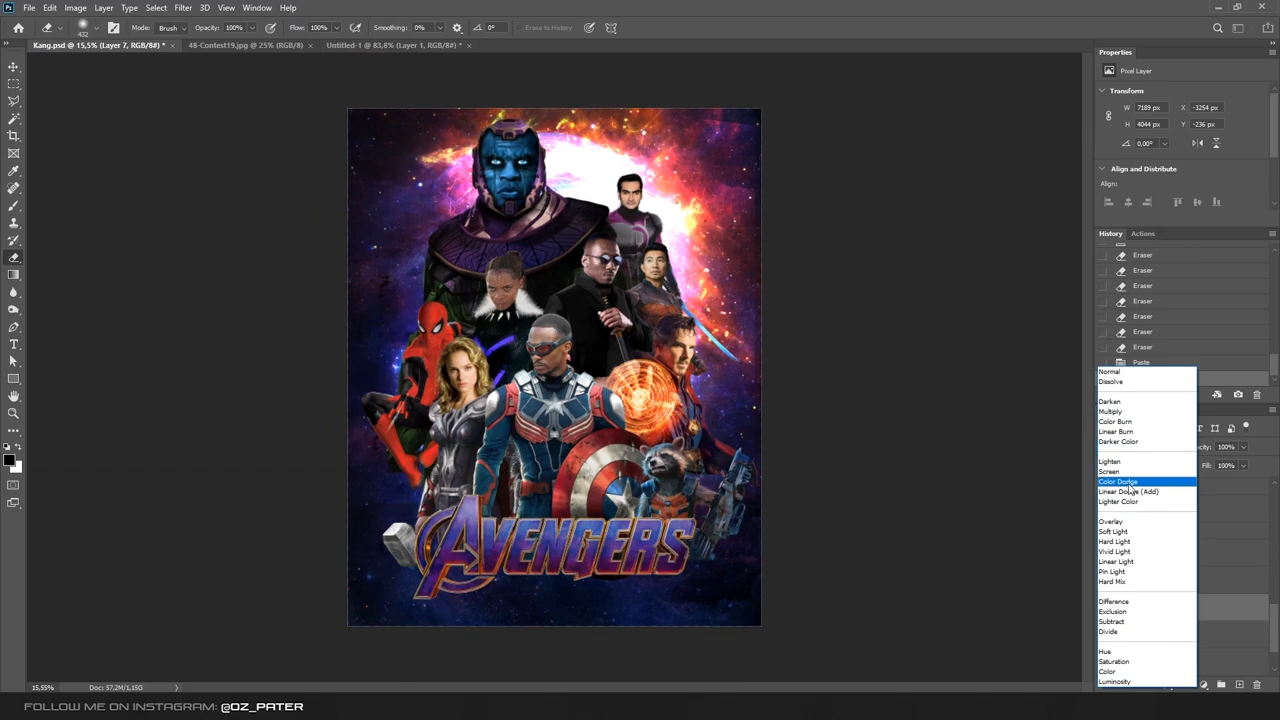 Ps File Edit Image Layer Type Select Filter 3D View Window Help
432 Mode: Brush Opacity: 100% Flow: 100% Smoothing: 0% 0° Erase to History
Kang.psd @ 15,5% (Layer 7, RGB/8#) * × 48-Contest19.jpg @ 25% (RGB/8) × Untitled-1 @ 83,8% (Layer 1, RGB/8#) * ×
Properties
Pixel Layer
Transform
W 7189 px X -3254 px
H 4044 px Y -236 px
0,00°
Align and Distribute
Align:
History Actions
Eraser
Eraser
Eraser
Eraser
Eraser
Eraser
Eraser
Paste
Normal
Dissolve
Darken
Multiply
Color Burn
Linear Burn
Darker Color
Lighten
Screen
Color Dodge
Linear Dodge (Add)
Lighter Color
Overlay
Soft Light
Hard Light
Vivid Light
Linear Light
Pin Light
Hard Mix
Difference
Exclusion
Subtract
Divide
Hue
Saturation
Color
Luminosity
100%
Fill: 100%
AVENGERS
15.55% Doc: 57,2M/1,15G
FOLLOW ME ON INSTAGRAM: @OZ_PATER